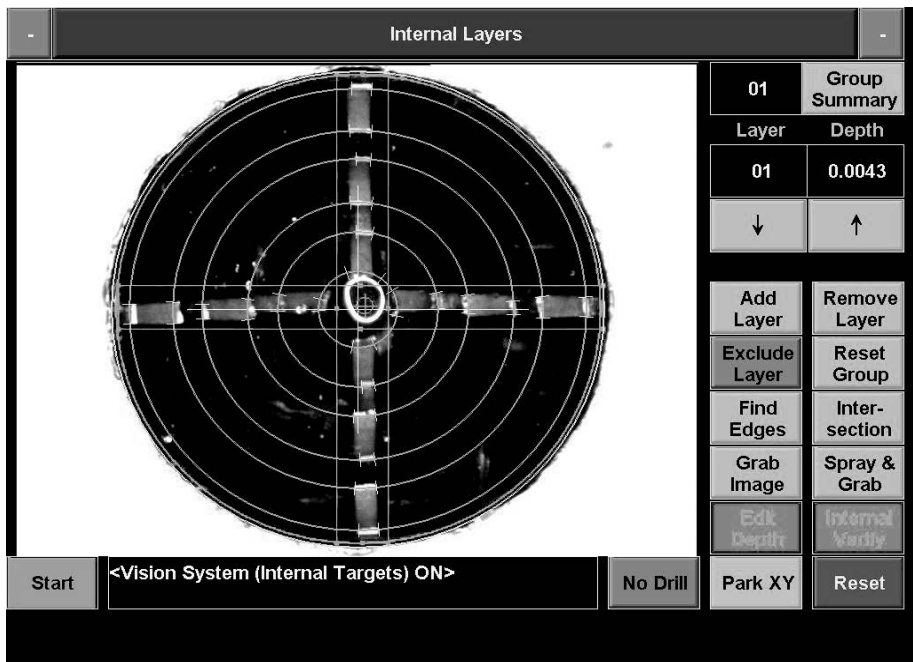 -
Internal Layers
-
01
Group
Summary
Layer
Depth
01
0.0043
↓
↑
Add
Layer
Remove
Layer
Exclude
Layer
Reset
Group
Find
Edges
Inter-
section
Grab
Image
Spray &
Grab
Edit
Depth
Internal
Verify
Start
<Vision System (Internal Targets) ON>
No Drill
Park XY
Reset